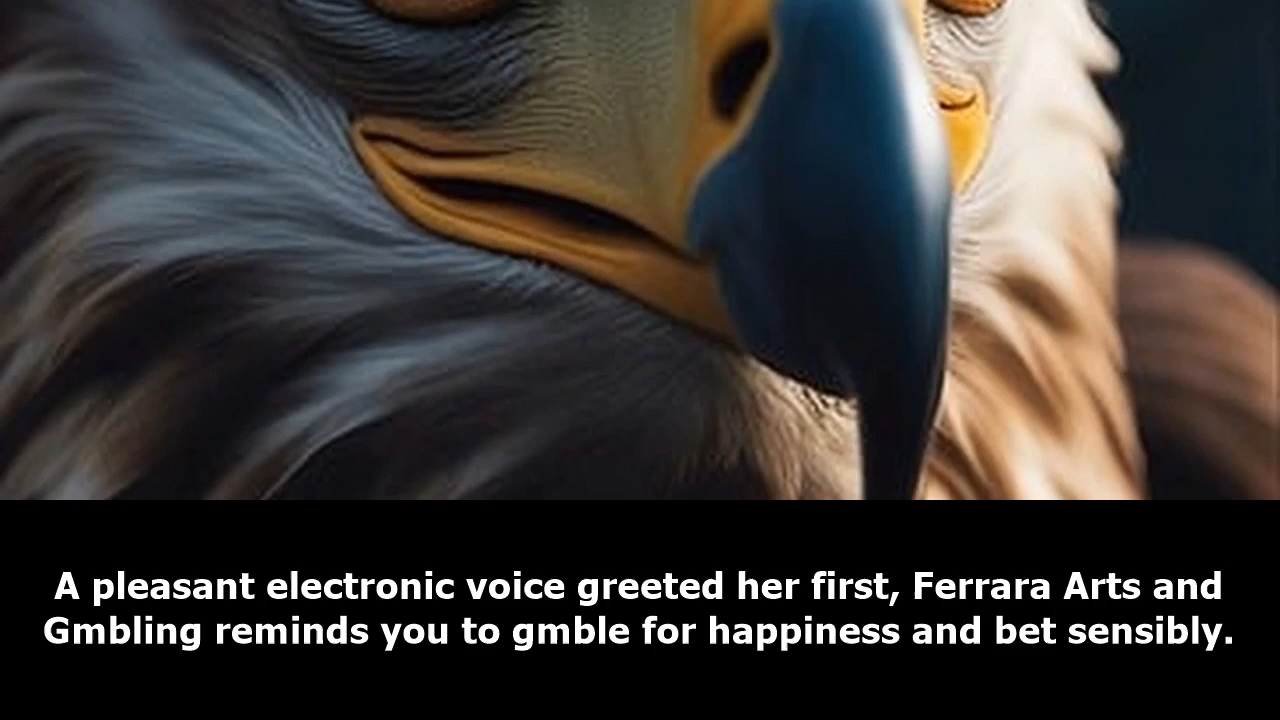 A pleasant electronic voice greeted her first, Ferrara Arts and
Gmbling reminds you to gmble for happiness and bet sensibly.